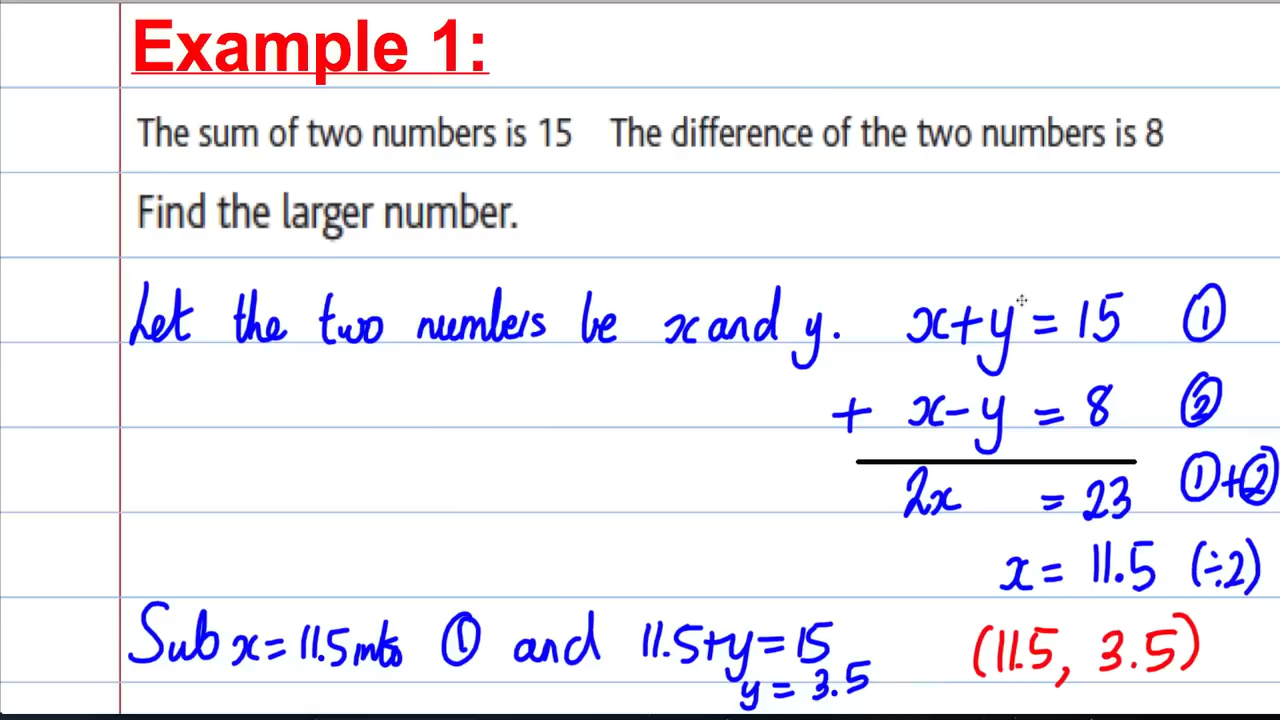 Example 1:
The sum of two numbers is 15 The difference of the two numbers is 8
Find the larger number.
Let the two numbers be x and y. x+y = 15 ①
+ x-y = 8 ②
2x = 23 ①+②
x = 11.5 (÷2)
Sub x = 11.5 into ① and 11.5+y = 15
y = 3.5
(11.5, 3.5)